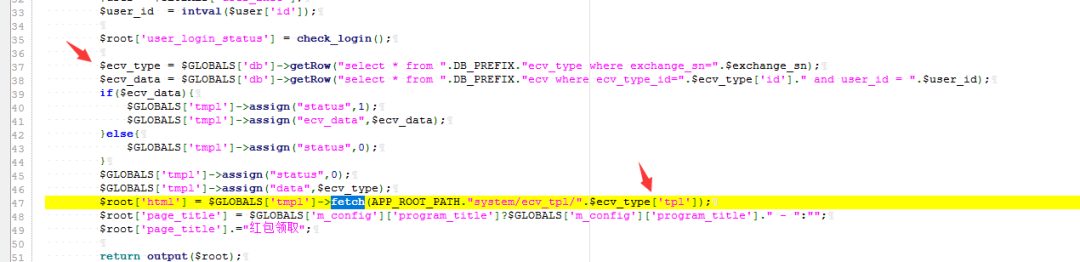 33 $user_id = intval($user['id']);
34
35 $root['user_login_status'] = check_login();
36
37 $ecv_type = $GLOBALS['db']->getRow("select * from ".DB_PREFIX."ecv_type where exchange_sn=".$exchange_sn);
38 $ecv_data = $GLOBALS['db']->getRow("select * from ".DB_PREFIX."ecv where ecv_type_id=".$ecv_type['id']." and user_id = ".$user_id);
39 if($ecv_data){
40 $GLOBALS['tmpl']->assign("status",1);
41 $GLOBALS['tmpl']->assign("ecv_data",$ecv_data);
42 }else{
43 $GLOBALS['tmpl']->assign("status",0);
44 }
45 $GLOBALS['tmpl']->assign("status",0);
46 $GLOBALS['tmpl']->assign("data",$ecv_type);
47 $root['html'] = $GLOBALS['tmpl']->fetch(APP_ROOT_PATH."system/ecv_tpl/".$ecv_type['tpl']);
48 $root['page_title'] = $GLOBALS['m_config']['program_title']?$GLOBALS['m_config']['program_title']." - ":"";
49 $root['page_title'].="红包领取";
50
51 return output($root);